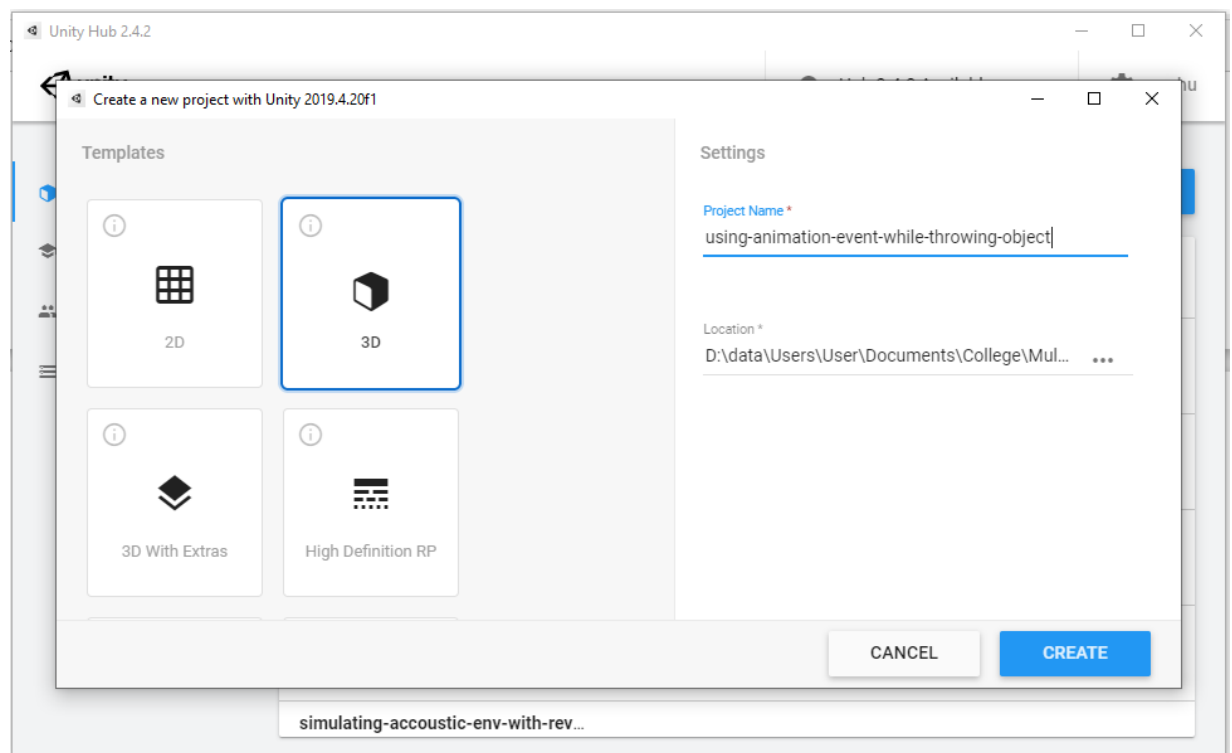 Unity Hub 2.4.2
Create a new project with Unity 2019.4.20f1
Templates
Settings
2D
3D
3D With Extras
High Definition RP
Project Name *
using-animation-event-while-throwing-object
Location *
D:\data\Users\User\Documents\College\Mul...
CANCEL
CREATE
simulating-accoustic-env-with-rev...